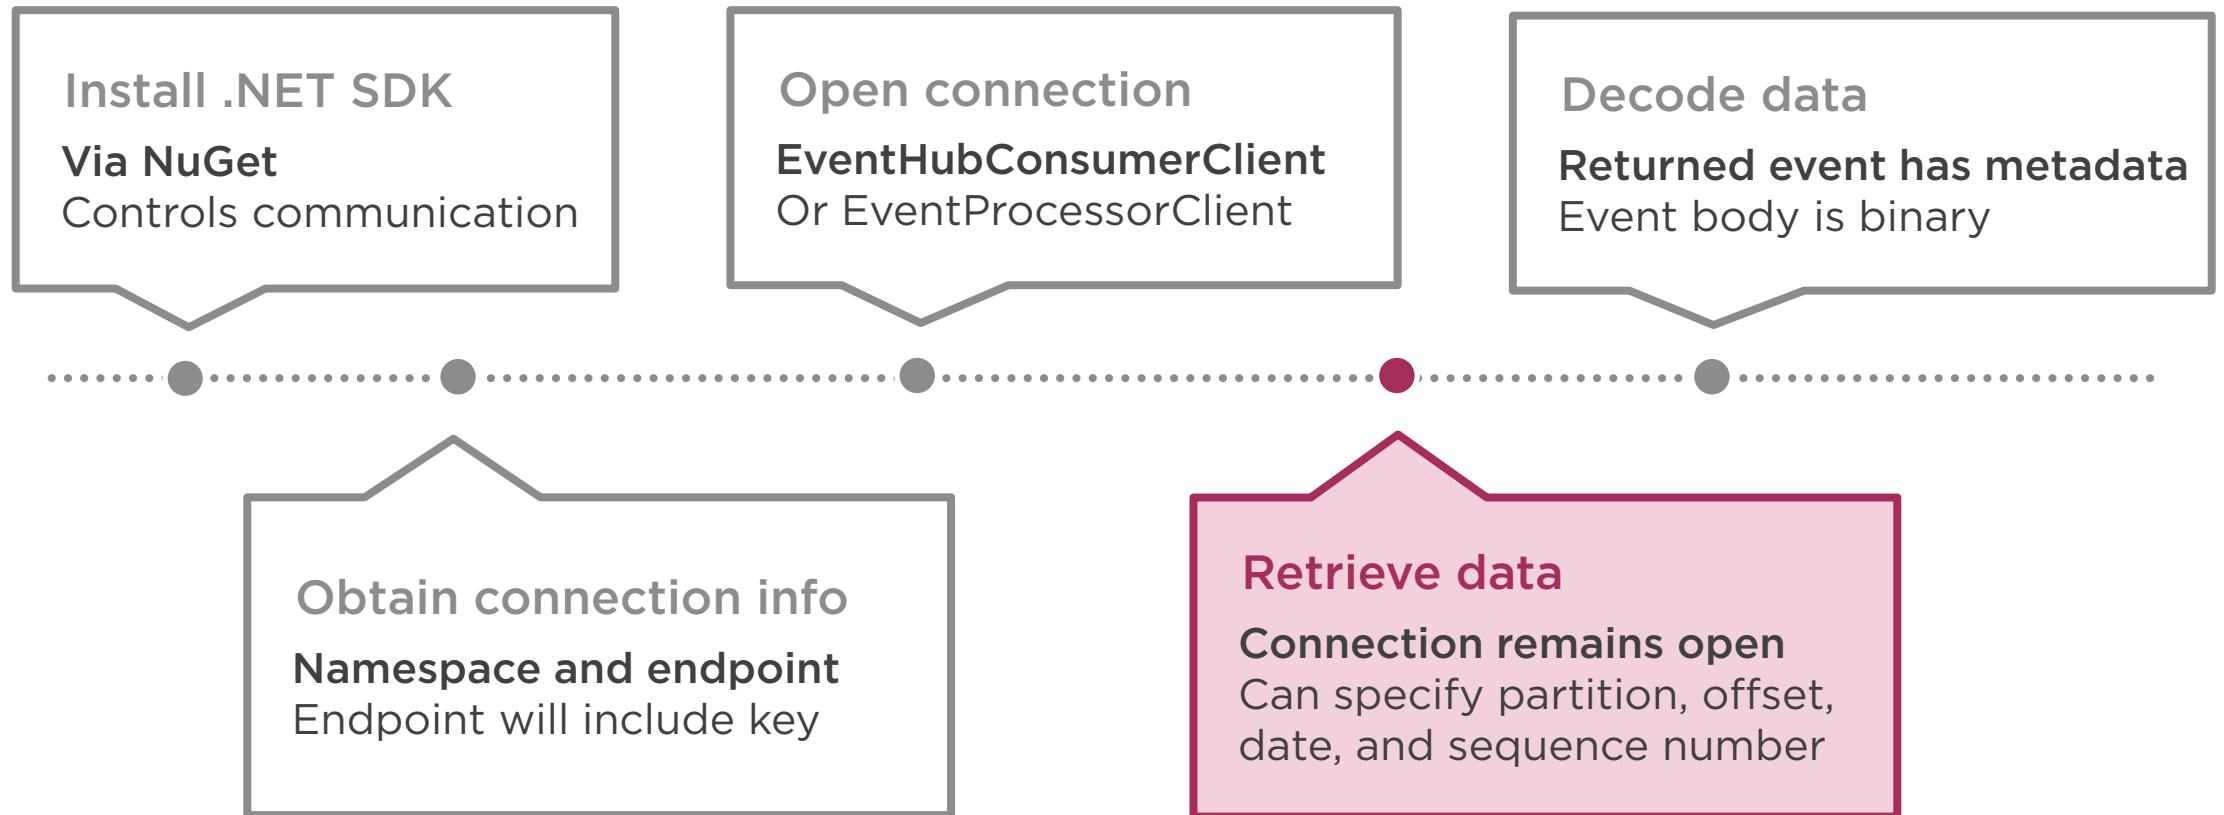 Install .NET SDK
Via NuGet
Controls communication
Obtain connection info
Namespace and endpoint
Endpoint will include key
Open connection
EventHubConsumerClient
Or EventProcessorClient
Retrieve data
Connection remains open
Can specify partition, offset,
date, and sequence number
Decode data
Returned event has metadata
Event body is binary